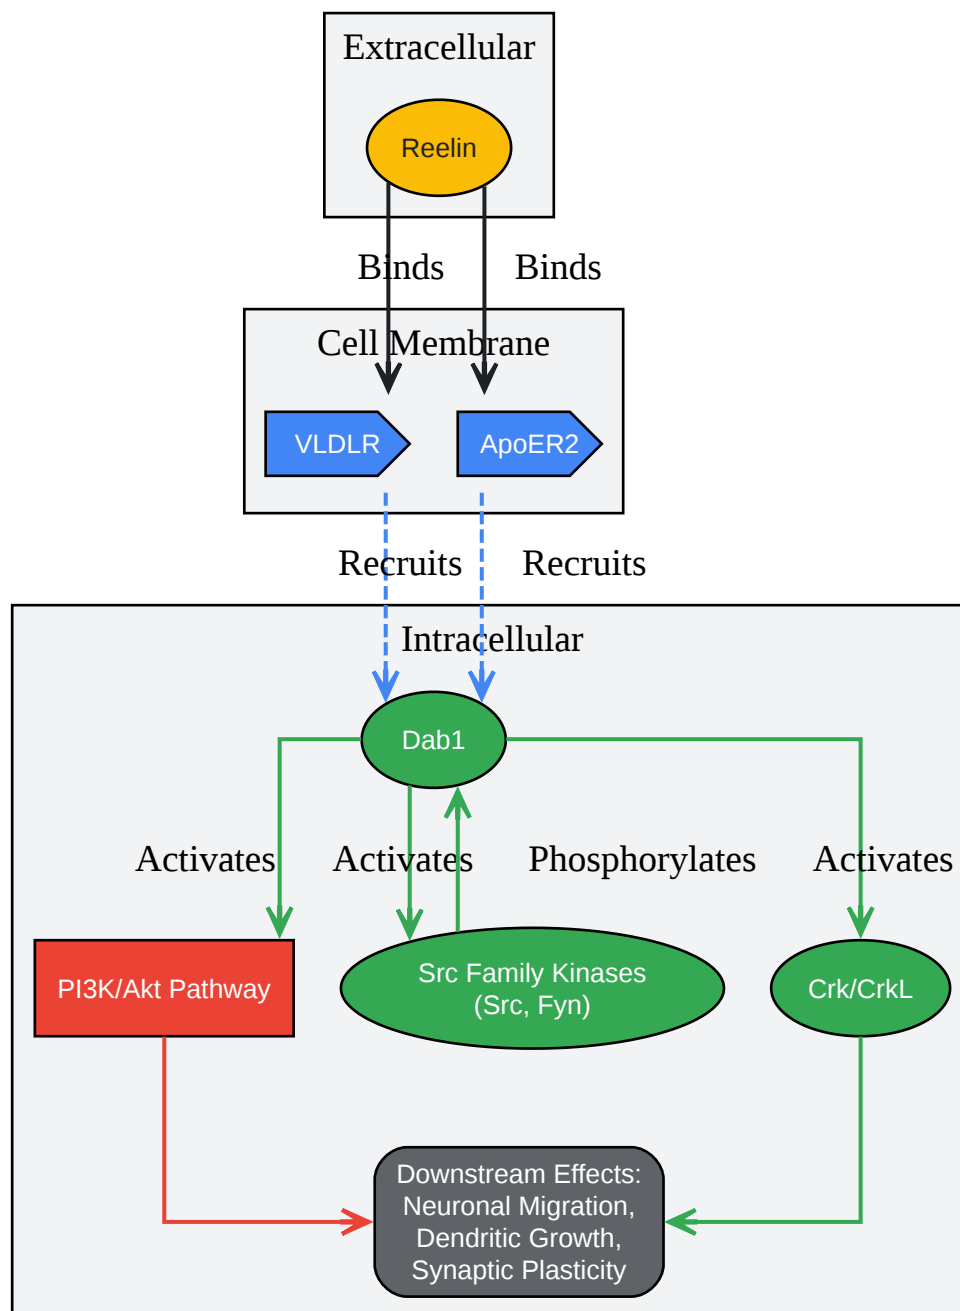 Extracellular
Reelin
Binds
Binds
Cell Membrane
VLDLR
ApoER2
Recruits
Recruits
Intracellular
Dab1
Activates
Activates
Phosphorylates
Activates
PI3K/Akt Pathway
Src Family Kinases
(Src, Fyn)
Crk/CrkL
Downstream Effects:
Neuronal Migration,
Dendritic Growth,
Synaptic Plasticity